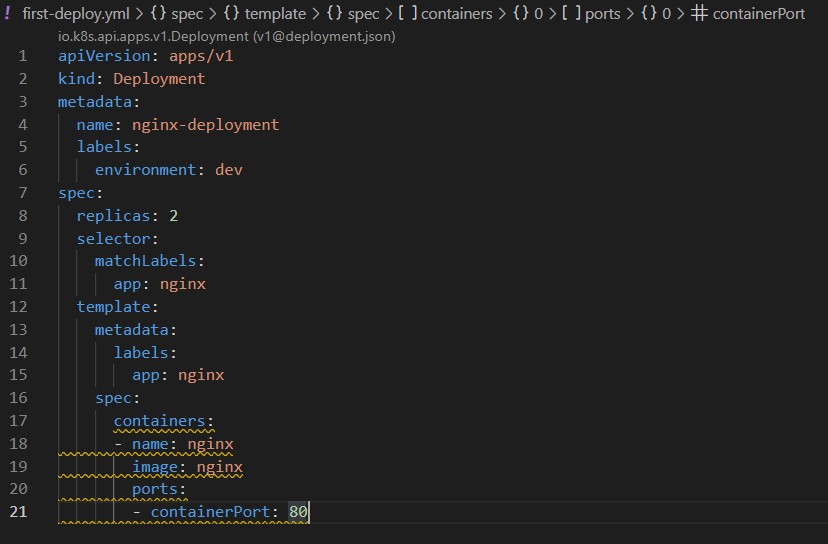 ! first-deploy.yml > {} spec > {} template > {} spec > [ ] containers > {} 0 > [ ] ports > {} 0 > # containerPort
io.k8s.api.apps.v1.Deployment (v1@deployment.json)
1 apiVersion: apps/v1
2 kind: Deployment
3 metadata:
4   name: nginx-deployment
5   labels:
6     environment: dev
7 spec:
8   replicas: 2
9   selector:
10     matchLabels:
11       app: nginx
12   template:
13     metadata:
14       labels:
15         app: nginx
16     spec:
17       containers:
18       - name: nginx
19         image: nginx
20         ports:
21         - containerPort: 80